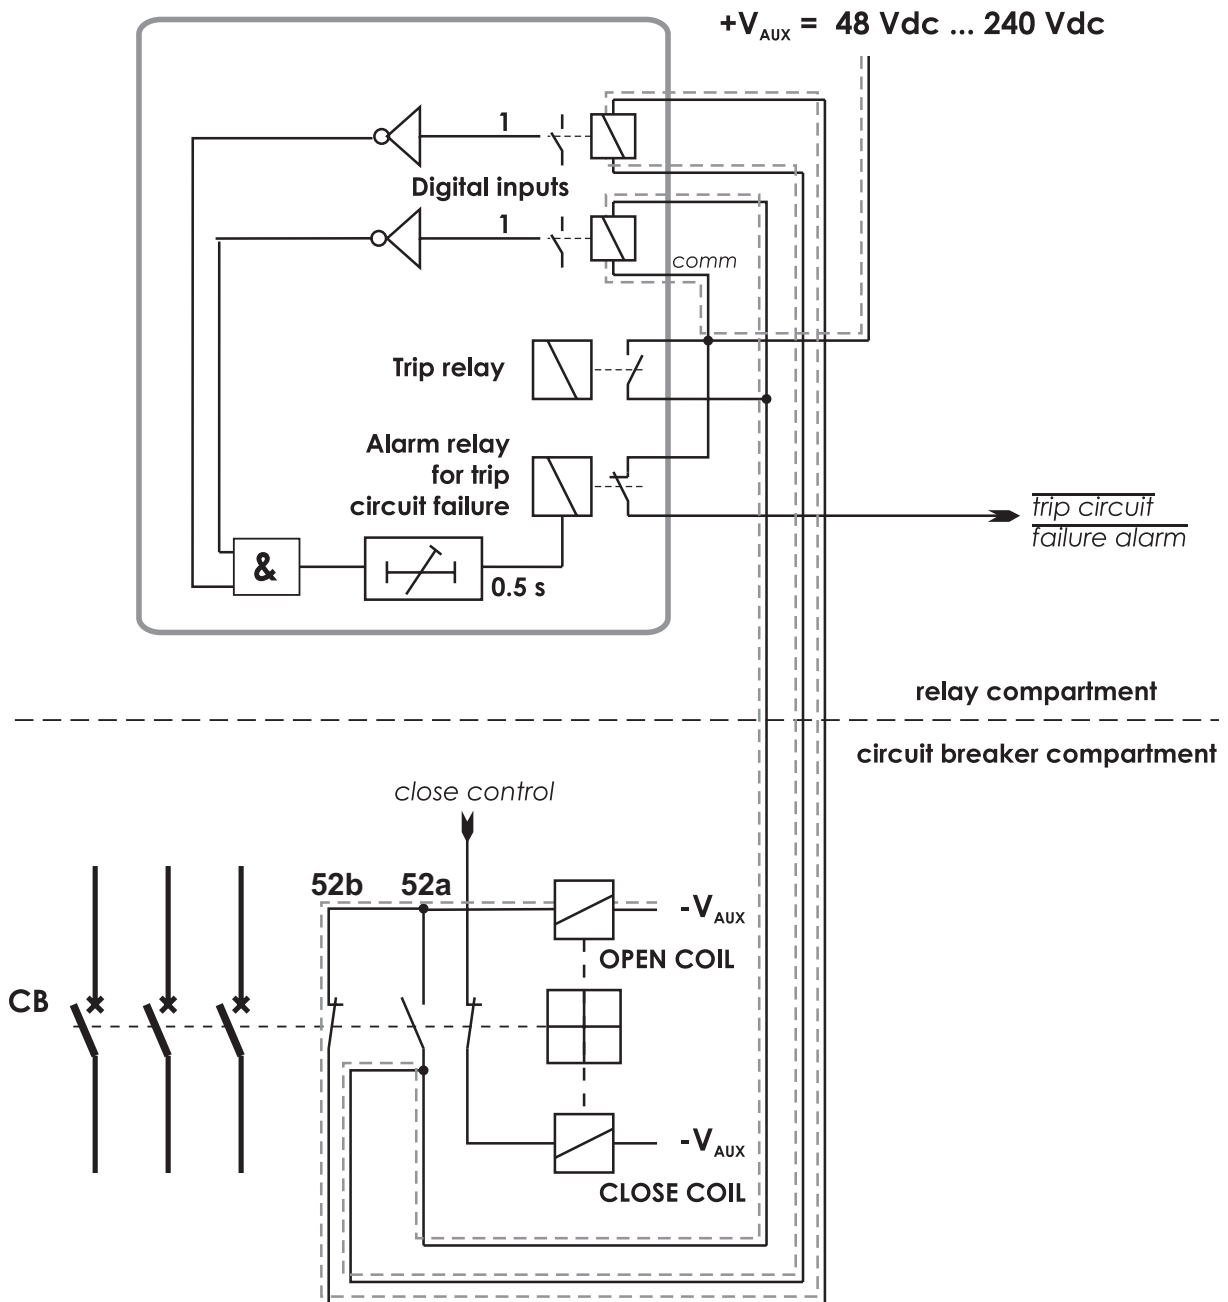 +VAUX = 48 Vdc ... 240 Vdc
1
Digital inputs
1
comm
Trip relay
Alarm relay
for trip
circuit failure
trip circuit
failure alarm
&
0.5 s
relay compartment
circuit breaker compartment
close control
52b
52a
-VAUX
OPEN COIL
CB
-VAUX
CLOSE COIL